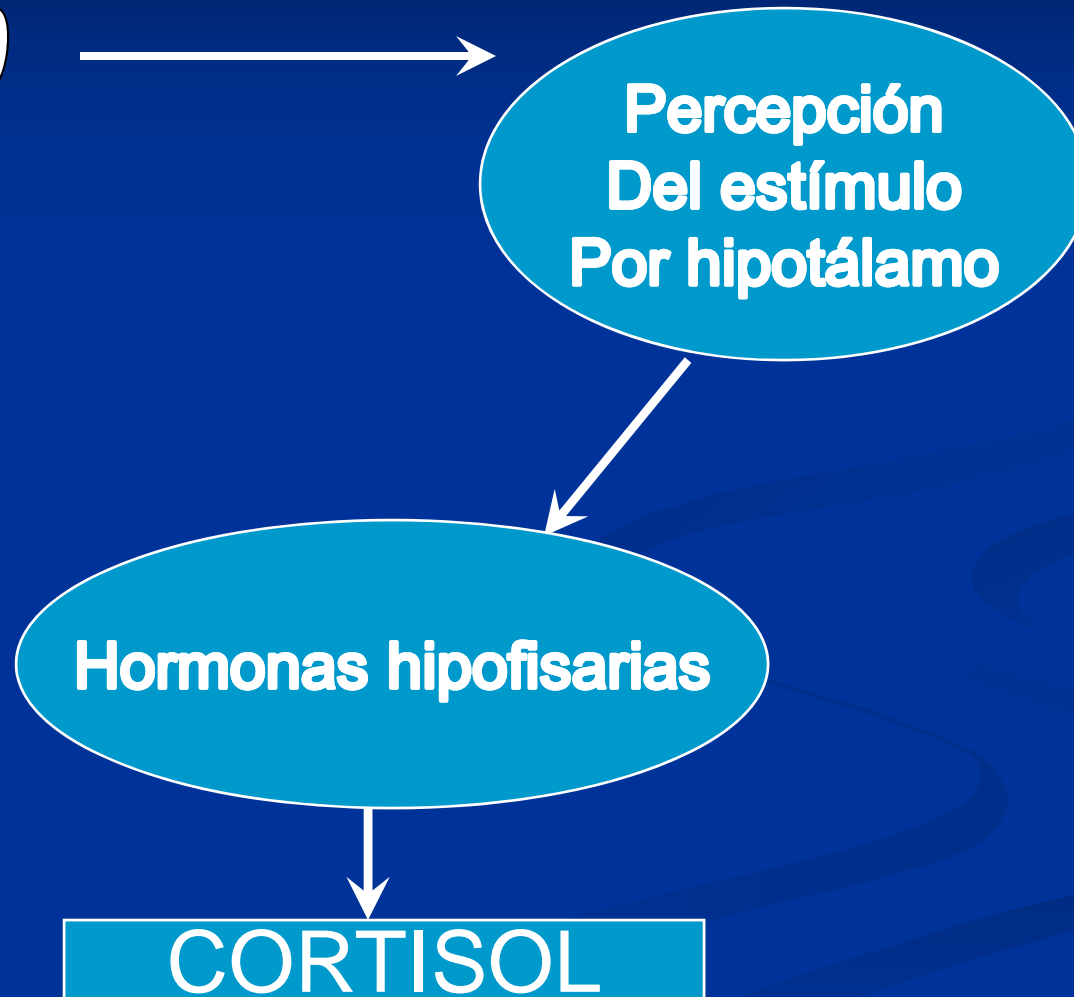 Percepción
Del estímulo
Por hipotálamo
Hormonas hipofisarias
CORTISOL